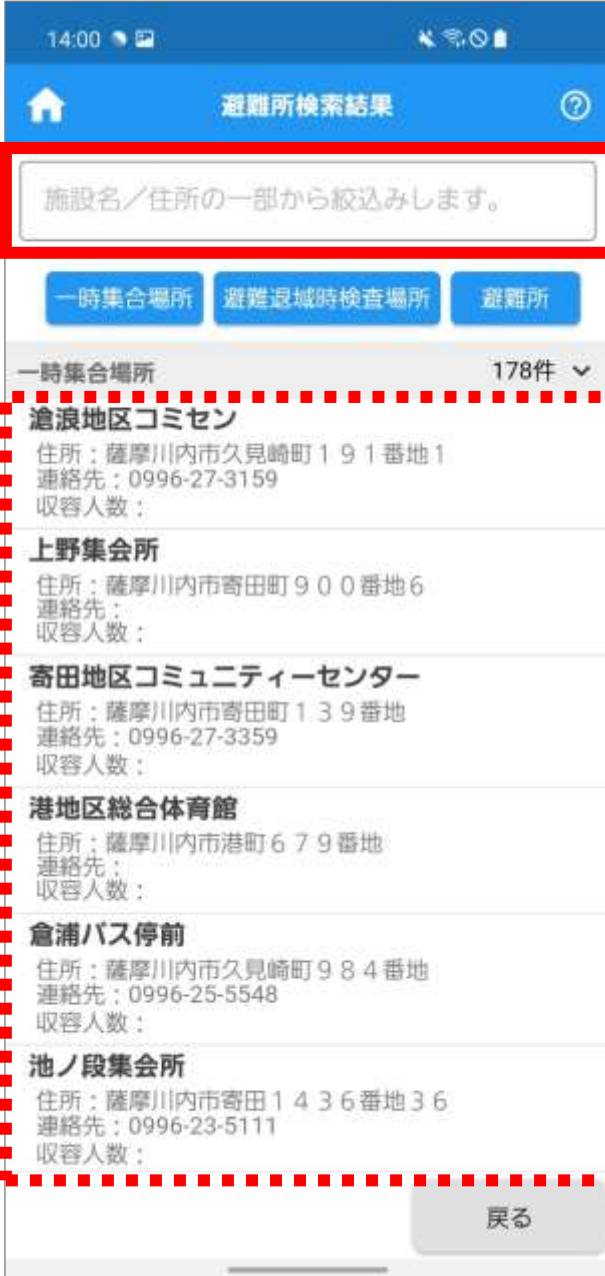 14:00
避難所検索結果
施設名／住所の一部から絞込みします。
一時集合場所 避難退域時検査場所 避難所
一時集合場所 178件
滄浪地区コミセン
住所：薩摩川内市久見崎町１９１番地１
連絡先：0996-27-3159
収容人数：
上野集会所
住所：薩摩川内市寄田町９００番地６
連絡先：
収容人数：
寄田地区コミュニティーセンター
住所：薩摩川内市寄田町１３９番地
連絡先：0996-27-3359
収容人数：
港地区総合体育館
住所：薩摩川内市港町６７９番地
連絡先：
収容人数：
倉浦バス停前
住所：薩摩川内市久見崎町９８４番地
連絡先：0996-25-5548
収容人数：
池ノ段集会所
住所：薩摩川内市寄田１４３６番地３６
連絡先：0996-23-5111
収容人数：
戻る